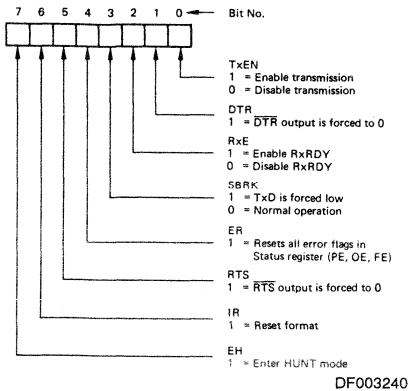 7 6 5 4 3 2 1 0 Bit No.
TxEN
1 = Enable transmission
0 = Disable transmission
DTR
1 = D̅T̅R̅ output is forced to 0
RxE
1 = Enable RxRDY
0 = Disable RxRDY
SBRK
1 = TxD is forced low
0 = Normal operation
ER
1 = Resets all error flags in
Status register (PE, OE, FE)
RTS
1 = R̅T̅S̅ output is forced to 0
IR
1 = Reset format
EH
1 = Enter HUNT mode
DF003240